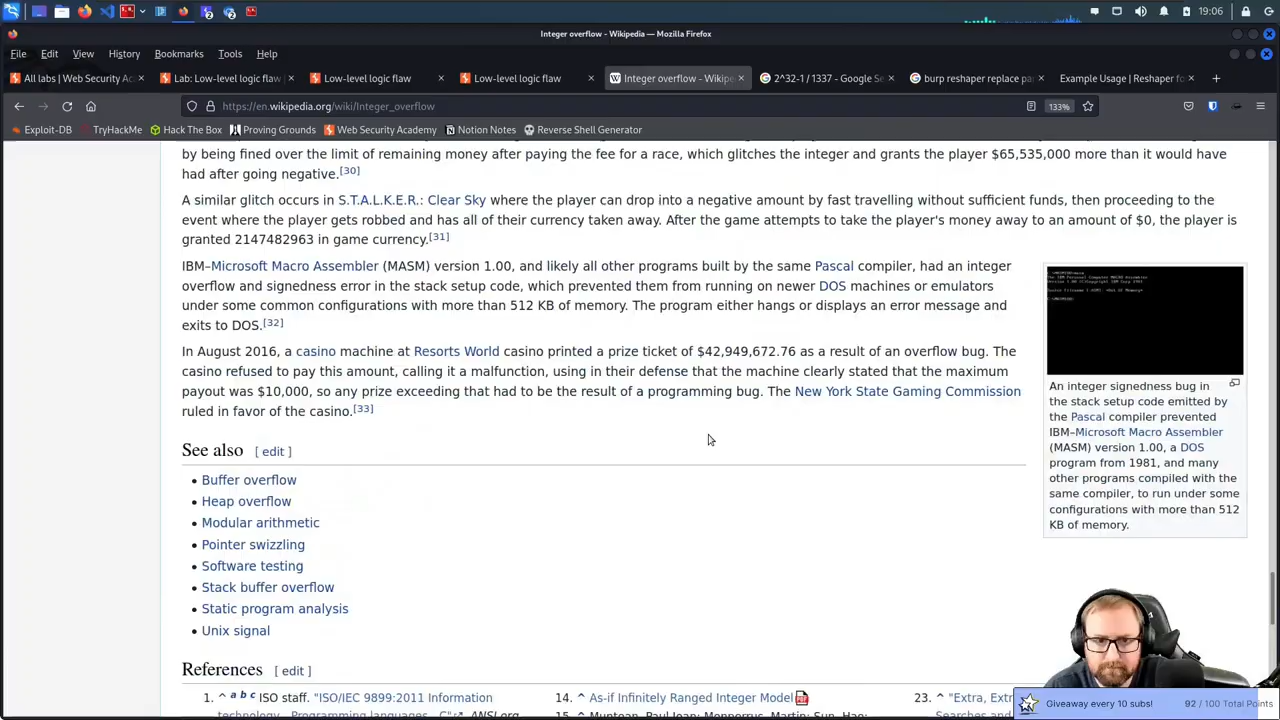 19:06
Integer overflow - Wikipedia — Mozilla Firefox
File Edit View History Bookmarks Tools Help
All labs | Web Security Ac
Lab: Low-level logic flaw
Low-level logic flaw
Low-level logic flaw
Integer overflow - Wikipe
2^32-1 / 1337 - Google Se
burp reshaper replace pa
Example Usage | Reshaper fo
https://en.wikipedia.org/wiki/Integer_overflow
133%
Exploit-DB TryHackMe Hack The Box Proving Grounds Web Security Academy Notion Notes Reverse Shell Generator
by being fined over the limit of remaining money after paying the fee for a race, which glitches the integer and grants the player $65,535,000 more than it would have
had after going negative.[30]
A similar glitch occurs in S.T.A.L.K.E.R.: Clear Sky where the player can drop into a negative amount by fast travelling without sufficient funds, then proceeding to the
event where the player gets robbed and has all of their currency taken away. After the game attempts to take the player's money away to an amount of $0, the player is
granted 2147482963 in game currency.[31]
IBM–Microsoft Macro Assembler (MASM) version 1.00, and likely all other programs built by the same Pascal compiler, had an integer
overflow and signedness error in the stack setup code, which prevented them from running on newer DOS machines or emulators
under some common configurations with more than 512 KB of memory. The program either hangs or displays an error message and
exits to DOS.[32]
In August 2016, a casino machine at Resorts World casino printed a prize ticket of $42,949,672.76 as a result of an overflow bug. The
casino refused to pay this amount, calling it a malfunction, using in their defense that the machine clearly stated that the maximum
payout was $10,000, so any prize exceeding that had to be the result of a programming bug. The New York State Gaming Commission
ruled in favor of the casino.[33]
An integer signedness bug in
the stack setup code emitted by
the Pascal compiler prevented
IBM–Microsoft Macro Assembler
(MASM) version 1.00, a DOS
program from 1981, and many
other programs compiled with the
same compiler, to run under some
configurations with more than 512
KB of memory.
See also [ edit ]
• Buffer overflow
• Heap overflow
• Modular arithmetic
• Pointer swizzling
• Software testing
• Stack buffer overflow
• Static program analysis
• Unix signal
References [ edit ]
1. ^ a b c ISO staff. "ISO/IEC 9899:2011 Information
14. ^ As-if Infinitely Ranged Integer Model
23. ^ "Extra, Ext
Giveaway every 10 subs! 92 / 100 Total Points